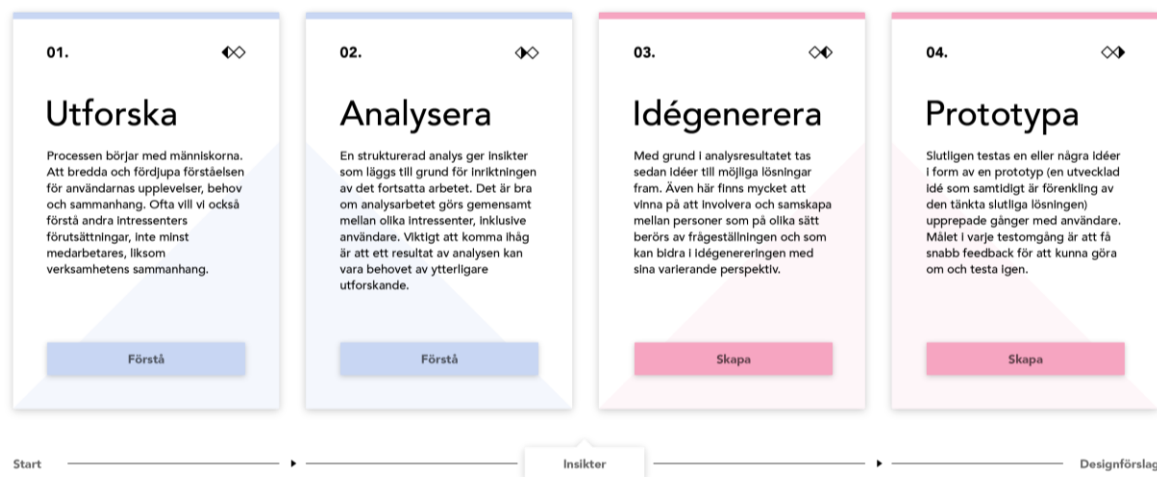 01.
Utforska
Processen börjar med människorna.
Att bredda och fördjupa förståelsen
för användarnas upplevelser, behov
och sammanhang. Ofta vill vi också
förstå andra intressenters
förutsättningar, inte minst
medarbetares, liksom
verksamhetens sammanhang.
Förstå
02.
Analysera
En strukturerad analys ger insikter
som läggs till grund för inriktningen
av det fortsatta arbetet. Det är bra
om analysarbetet görs gemensamt
mellan olika intressenter, inklusive
användare. Viktigt att komma ihåg
är att ett resultat av analysen kan
vara behovet av ytterligare
utforskande.
Förstå
03.
Idégenerera
Med grund i analysresultatet tas
sedan idéer till möjliga lösningar
fram. Även här finns mycket att
vinna på att involvera och samskapa
mellan personer som på olika sätt
berörs av frågeställningen och som
kan bidra i idégenereringen med
sina varierande perspektiv.
Skapa
04.
Prototypa
Slutligen testas en eller några idéer
i form av en prototyp (en utvecklad
idé som samtidigt är förenkling av
den tänkta slutliga lösningen)
upprepade gånger med användare.
Målet i varje testomgång är att få
snabb feedback för att kunna göra
om och testa igen.
Skapa
Start
Insikter
Designförslag